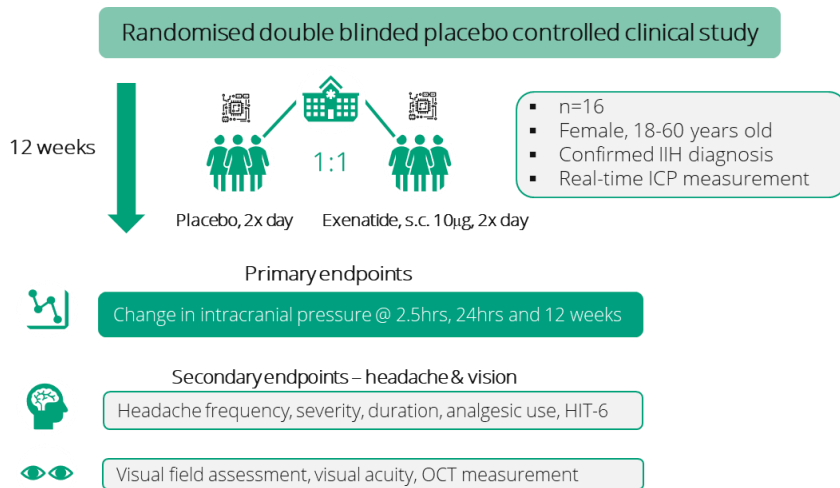 Randomised double blinded placebo controlled clinical study
12 weeks
1:1
Placebo, 2x day
Exenatide, s.c. 10µg, 2x day
n=16
Female, 18-60 years old
Confirmed IIH diagnosis
Real-time ICP measurement
Primary endpoints
Change in intracranial pressure @ 2.5hrs, 24hrs and 12 weeks
Secondary endpoints – headache & vision
Headache frequency, severity, duration, analgesic use, HIT-6
Visual field assessment, visual acuity, OCT measurement